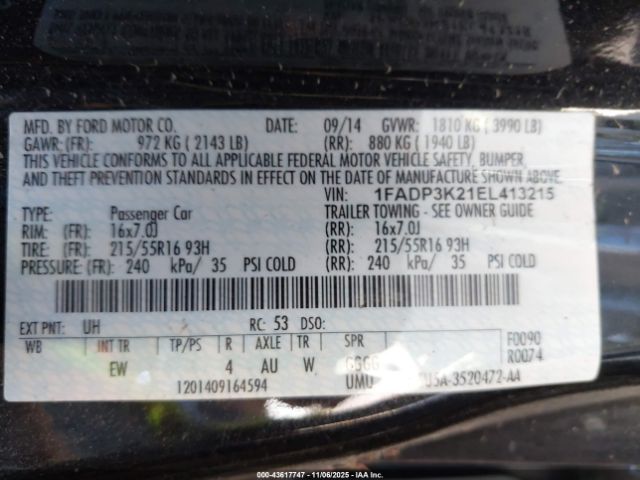 MFD. BY FORD MOTOR CO. DATE: 09/14 GVWR: 1810 KG ( 3990 LB)
GAWR: (FR): 972 KG ( 2143 LB) (RR): 880 KG ( 1940 LB)
THIS VEHICLE CONFORMS TO ALL APPLICABLE FEDERAL MOTOR VEHICLE SAFETY, BUMPER,
AND THEFT PREVENTION STANDARDS IN EFFECT ON THE DATE OF MANUFACTURE SHOWN ABOVE.
VIN: 1FADP3K21EL413215
TYPE: Passenger Car TRAILER TOWING - SEE OWNER GUIDE
RIM: (FR): 16x7.0J (RR): 16x7.0J
TIRE: (FR): 215/55R16 93H (RR): 215/55R16 93H
PRESSURE: (FR): 240 kPa/ 35 PSI COLD (RR): 240 kPa/ 35 PSI COLD
EXT PNT: UH RC: 53 DSO: F0090
WB INT TR TP/PS R AXLE TR SPR R0074
EW 4 AU W GGGG
1201409164594 UMU U5A-3520472-AA
000-43617747 - 11/06/2025 - IAA Inc.